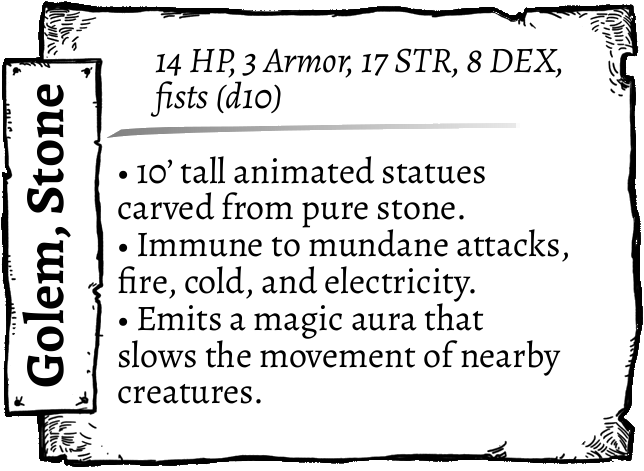 Golem, Stone
14 HP, 3 Armor, 17 STR, 8 DEX,
fists (d10)
• 10’ tall animated statues
carved from pure stone.
• Immune to mundane attacks,
fire, cold, and electricity.
• Emits a magic aura that
slows the movement of nearby
creatures.